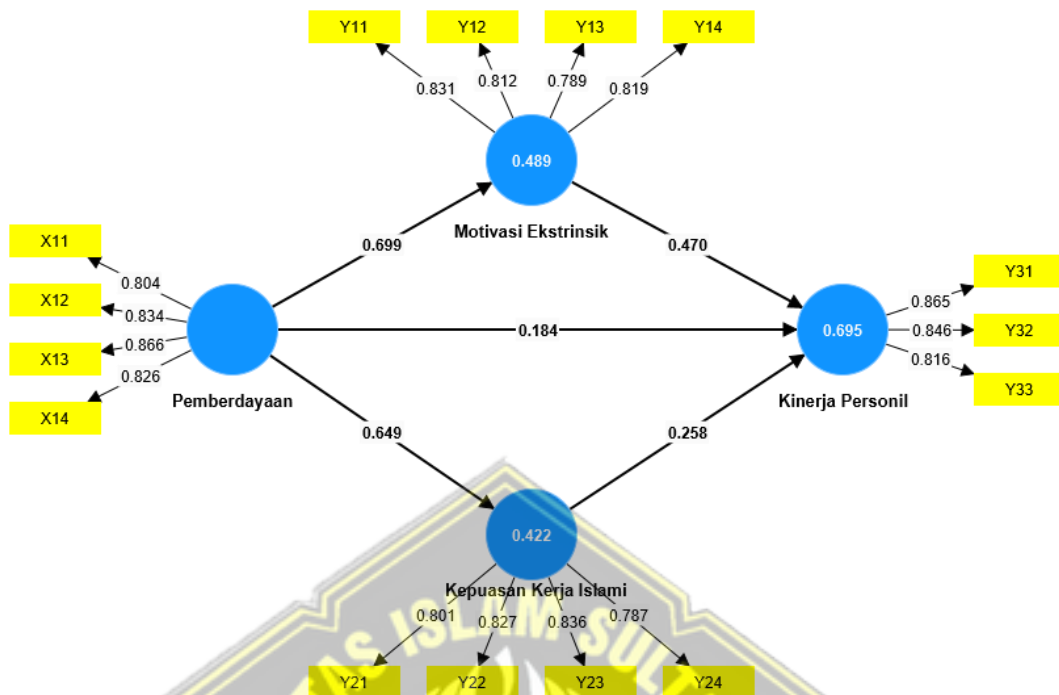 Y11 Y12 Y13 Y14
0.831 0.812 0.789 0.819
0.489
Motivasi Ekstrinsik
0.699 0.470
X11
0.804
X12
0.834
X13
0.866
X14
0.826
Pemberdayaan
0.184
0.695
Kinerja Personil
Y31
0.865
Y32
0.846
Y33
0.816
0.649 0.258
0.422
Kepuasan Kerja Islami
0.801 0.827 0.836 0.787
Y21 Y22 Y23 Y24
AS ISLAM SUL